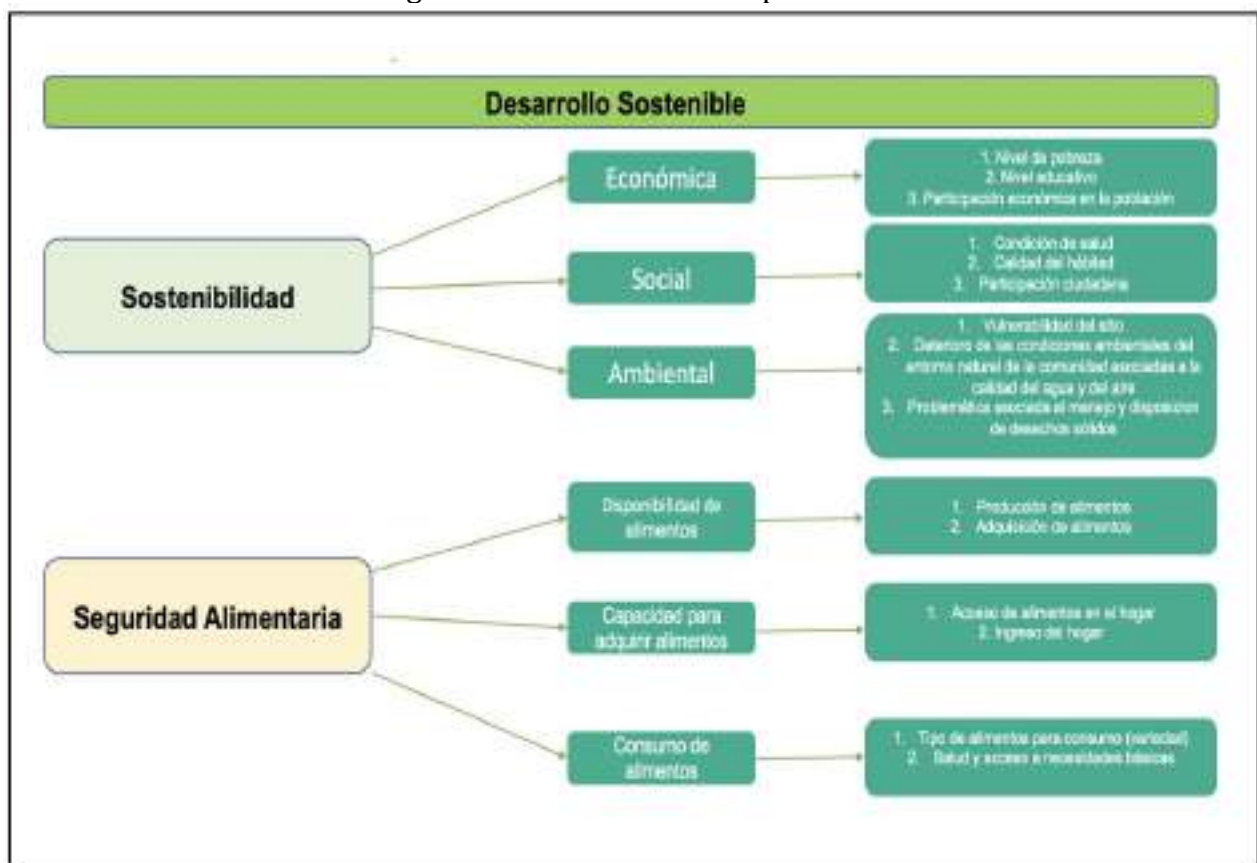 Desarrollo Sostenible
Económica
1. Nivel de pobreza
2. Nivel educativo
3. Participación económica en la población
Sostenibilidad
Social
1. Condición de salud
2. Calidad del hábitad
3. Participación ciudadana
Ambiental
1. Vulnerabilidad del sitio
2. Deterioro de las condiciones ambientales del
entorno natural de la comunidad asociadas a la
calidad del agua y del aire
3. Problemática asociada al manejo y disposicion
de desechos sólidos
Disponibilidad de
alimentos
1. Producción de alimentos
2. Adquisición de alimentos
Seguridad Alimentaria
Capacidad para
adquirir alimentos
1. Acceso de alimentos en el hogar
2. Ingreso del hogar
Consumo de
alimentos
1. Tipo de alimentos para consumo (variedad)
2. Salud y acceso a necesidades básicas